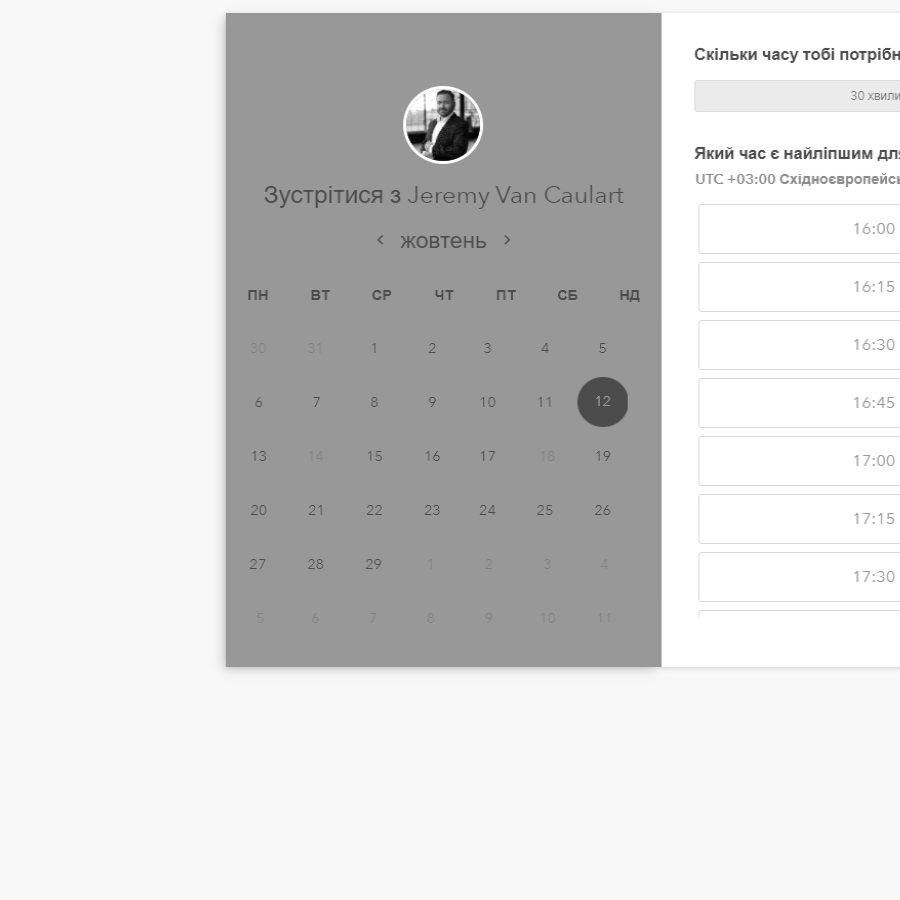 Зустрітися з Jeremy Van Caulart
жовтень
ПН ВТ СР ЧТ ПТ СБ НД
30 31 1 2 3 4 5
6 7 8 9 10 11 12
13 14 15 16 17 18 19
20 21 22 23 24 25 26
27 28 29 1 2 3 4
5 6 7 8 9 10 11
Скільки часу тобі
30
Який час є найліпшим
UTC +03:00
16:00
16:15
16:30
16:45
17:00
17:15
17:30